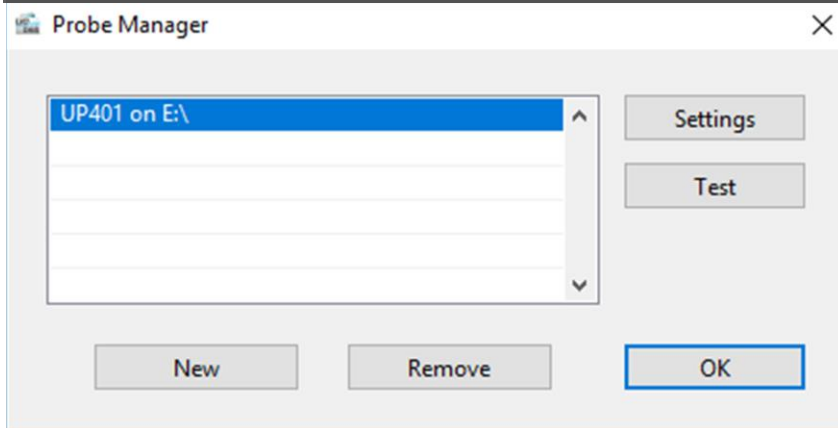 Probe Manager
UP401 on E:\
Settings
Test
New
Remove
OK